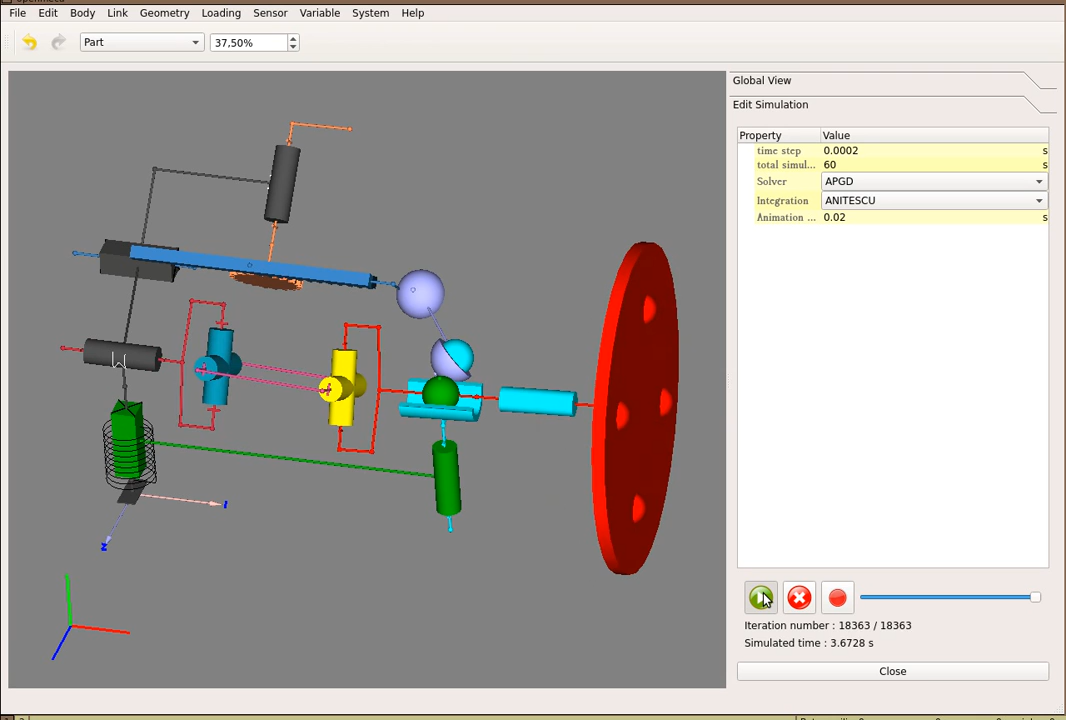 File Edit Body Link Geometry Loading Sensor Variable System Help
Part 37,50%
Global View
Edit Simulation
Property Value
time step 0.0002 s
total simul... 60 s
Solver APGD
Integration ANITESCU
Animation ... 0.02 s
z
Iteration number : 18363 / 18363
Simulated time : 3.6728 s
Close